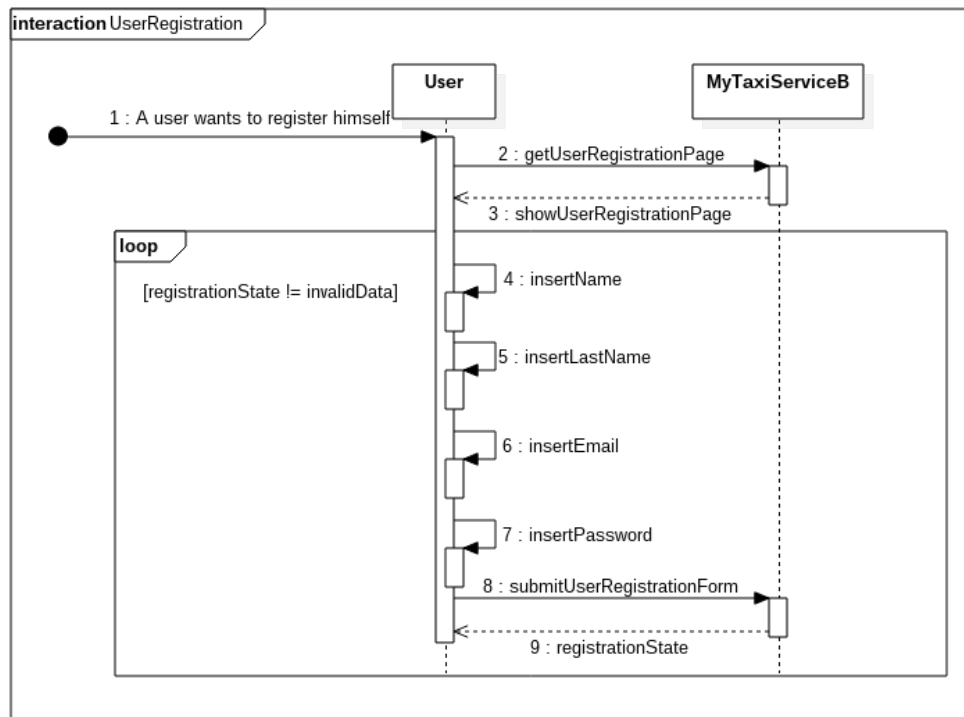 interaction UserRegistration
User
MyTaxiServiceB
1 : A user wants to register himself
2 : getUserRegistrationPage
3 : showUserRegistrationPage
loop
[registrationState != invalidData]
4 : insertName
5 : insertLastName
6 : insertEmail
7 : insertPassword
8 : submitUserRegistrationForm
9 : registrationState